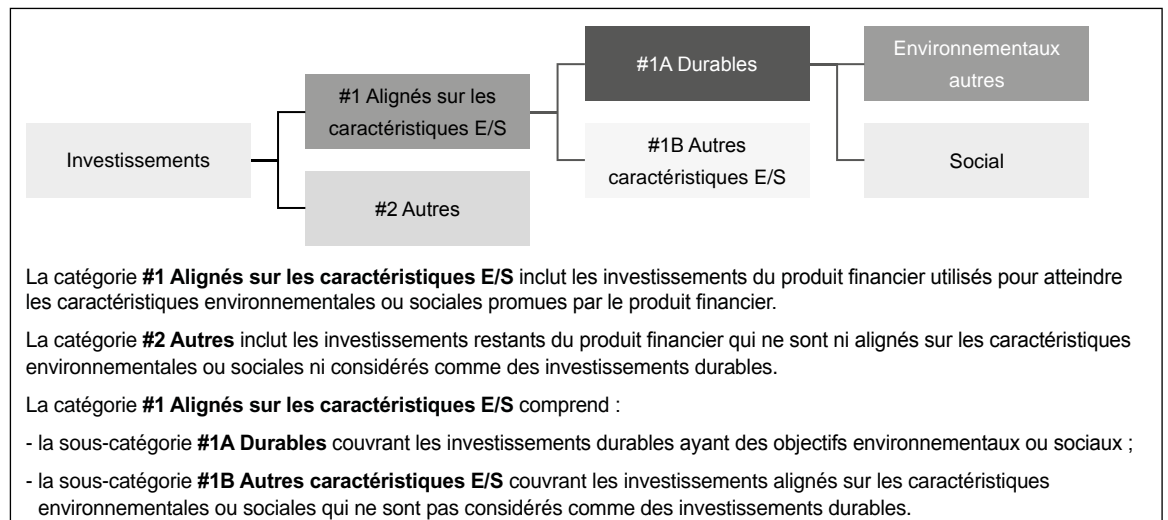 Investissements
#1 Alignés sur les
caractéristiques E/S
#2 Autres
#1A Durables
#1B Autres
caractéristiques E/S
Environnementaux
autres
Social
La catégorie #1 Alignés sur les caractéristiques E/S inclut les investissements du produit financier utilisés pour atteindre
les caractéristiques environnementales ou sociales promues par le produit financier.
La catégorie #2 Autres inclut les investissements restants du produit financier qui ne sont ni alignés sur les caractéristiques
environnementales ou sociales ni considérés comme des investissements durables.
La catégorie #1 Alignés sur les caractéristiques E/S comprend :
- la sous-catégorie #1A Durables couvrant les investissements durables ayant des objectifs environnementaux ou sociaux ;
- la sous-catégorie #1B Autres caractéristiques E/S couvrant les investissements alignés sur les caractéristiques
environnementales ou sociales qui ne sont pas considérés comme des investissements durables.